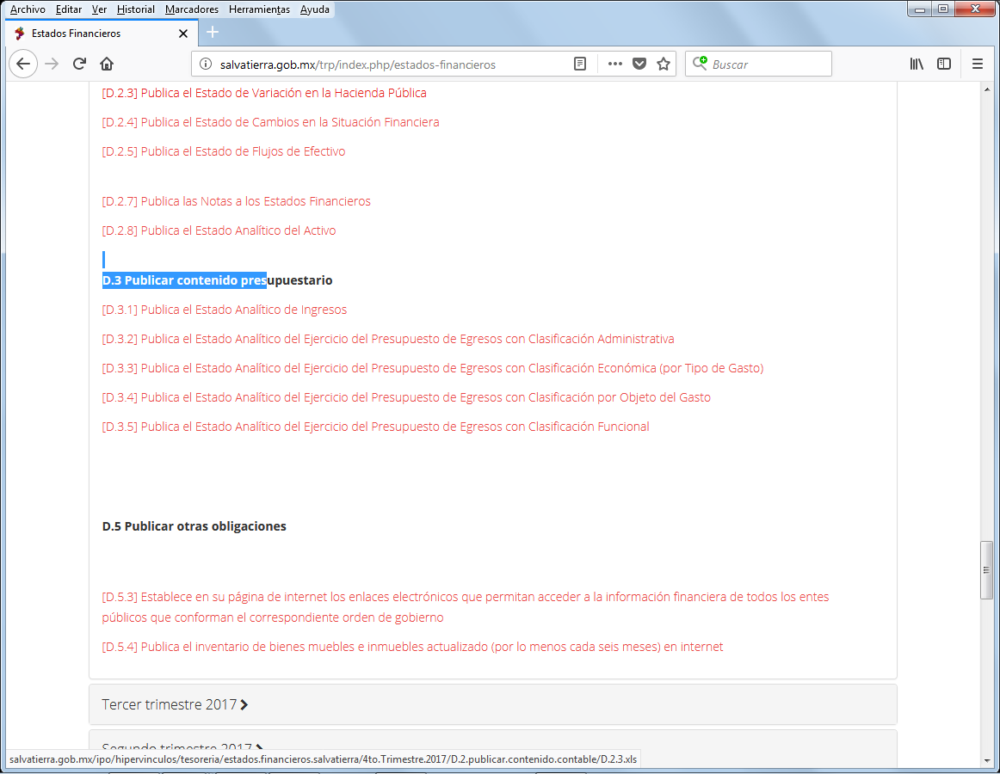 Archivo Editar Ver Historial Marcadores Herramientas Ayuda
Estados Financieros
salvatierra.gob.mx/trp/index.php/estados-financieros
Buscar
[D.2.3] Publica el Estado de Variación en la Hacienda Pública
[D.2.4] Publica el Estado de Cambios en la Situación Financiera
[D.2.5] Publica el Estado de Flujos de Efectivo
[D.2.7] Publica las Notas a los Estados Financieros
[D.2.8] Publica el Estado Analítico del Activo
D.3 Publicar contenido presupuestario
[D.3.1] Publica el Estado Analítico de Ingresos
[D.3.2] Publica el Estado Analítico del Ejercicio del Presupuesto de Egresos con Clasificación Administrativa
[D.3.3] Publica el Estado Analítico del Ejercicio del Presupuesto de Egresos con Clasificación Económica (por Tipo de Gasto)
[D.3.4] Publica el Estado Analítico del Ejercicio del Presupuesto de Egresos con Clasificación por Objeto del Gasto
[D.3.5] Publica el Estado Analítico del Ejercicio del Presupuesto de Egresos con Clasificación Funcional
D.5 Publicar otras obligaciones
[D.5.3] Establece en su página de internet los enlaces electrónicos que permitan acceder a la información financiera de todos los entes
públicos que conforman el correspondiente orden de gobierno
[D.5.4] Publica el inventario de bienes muebles e inmuebles actualizado (por lo menos cada seis meses) en internet
Tercer trimestre 2017
Segundo trimestre 2017
salvatierra.gob.mx/ipo/hipervinculos/tesoreria/estados.financieros.salvatierra/4to.Trimestre.2017/D.2.publicar.contenido.contable/D.2.3.xls